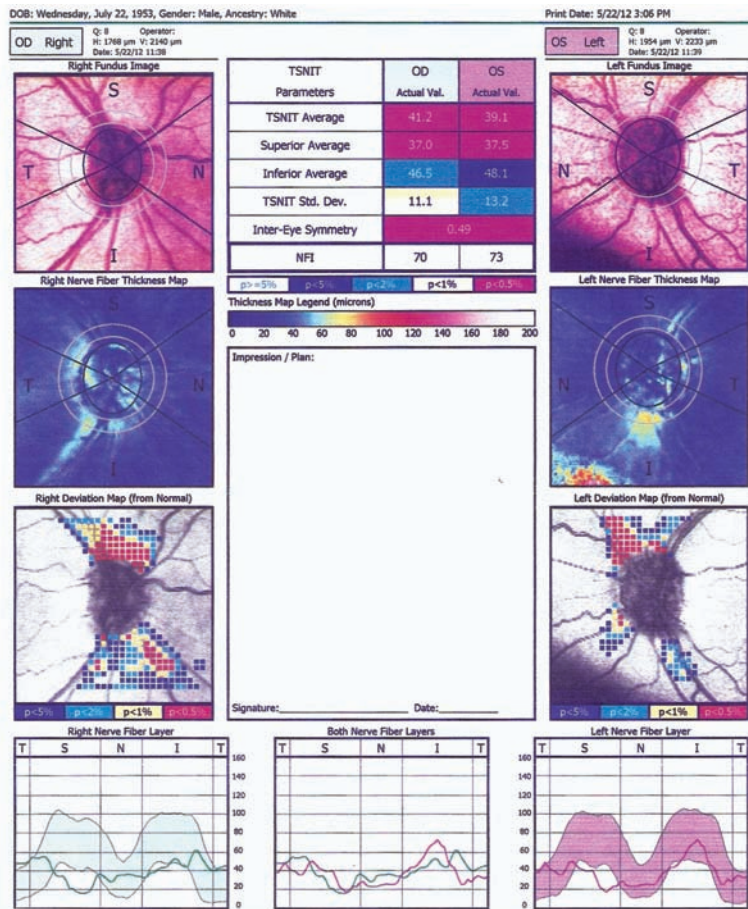 DOB: Wednesday, July 22, 1953, Gender: Male, Ancestry: White
Print Date: 5/22/12 3:06 PM
OD Right
Q: 8 Operator:
H: 1768 µm V: 2140 µm
Date: 5/22/12 11:38
OS Left
Q: 8 Operator:
H: 1954 µm V: 2233 µm
Date: 5/22/12 11:39
Right Fundus Image
S
T
N
I
TSNIT Parameters
OD Actual Val.
OS Actual Val.
TSNIT Average 41.2 39.1
Superior Average 37.0 37.5
Inferior Average 46.5 48.1
TSNIT Std. Dev. 11.1 13.2
Inter-Eye Symmetry 0.49
NFI 70 73
p>=5% p<5% p<2% p<1% p<0.5%
Left Fundus Image
S
N
T
I
Right Nerve Fiber Thickness Map
S
T
N
I
Thickness Map Legend (microns)
0 20 40 60 80 100 120 140 160 180 200
Left Nerve Fiber Thickness Map
S
N
T
I
Impression / Plan:
Signature: Date:
Right Deviation Map (from Normal)
p<5% p<2% p<1% p<0.5%
Left Deviation Map (from Normal)
p<5% p<2% p<1% p<0.5%
Right Nerve Fiber Layer
T S N I T
160
140
120
100
80
60
40
20
0
Both Nerve Fiber Layers
T S N I T
Left Nerve Fiber Layer
T S N I T
160
140
120
100
80
60
40
20
0